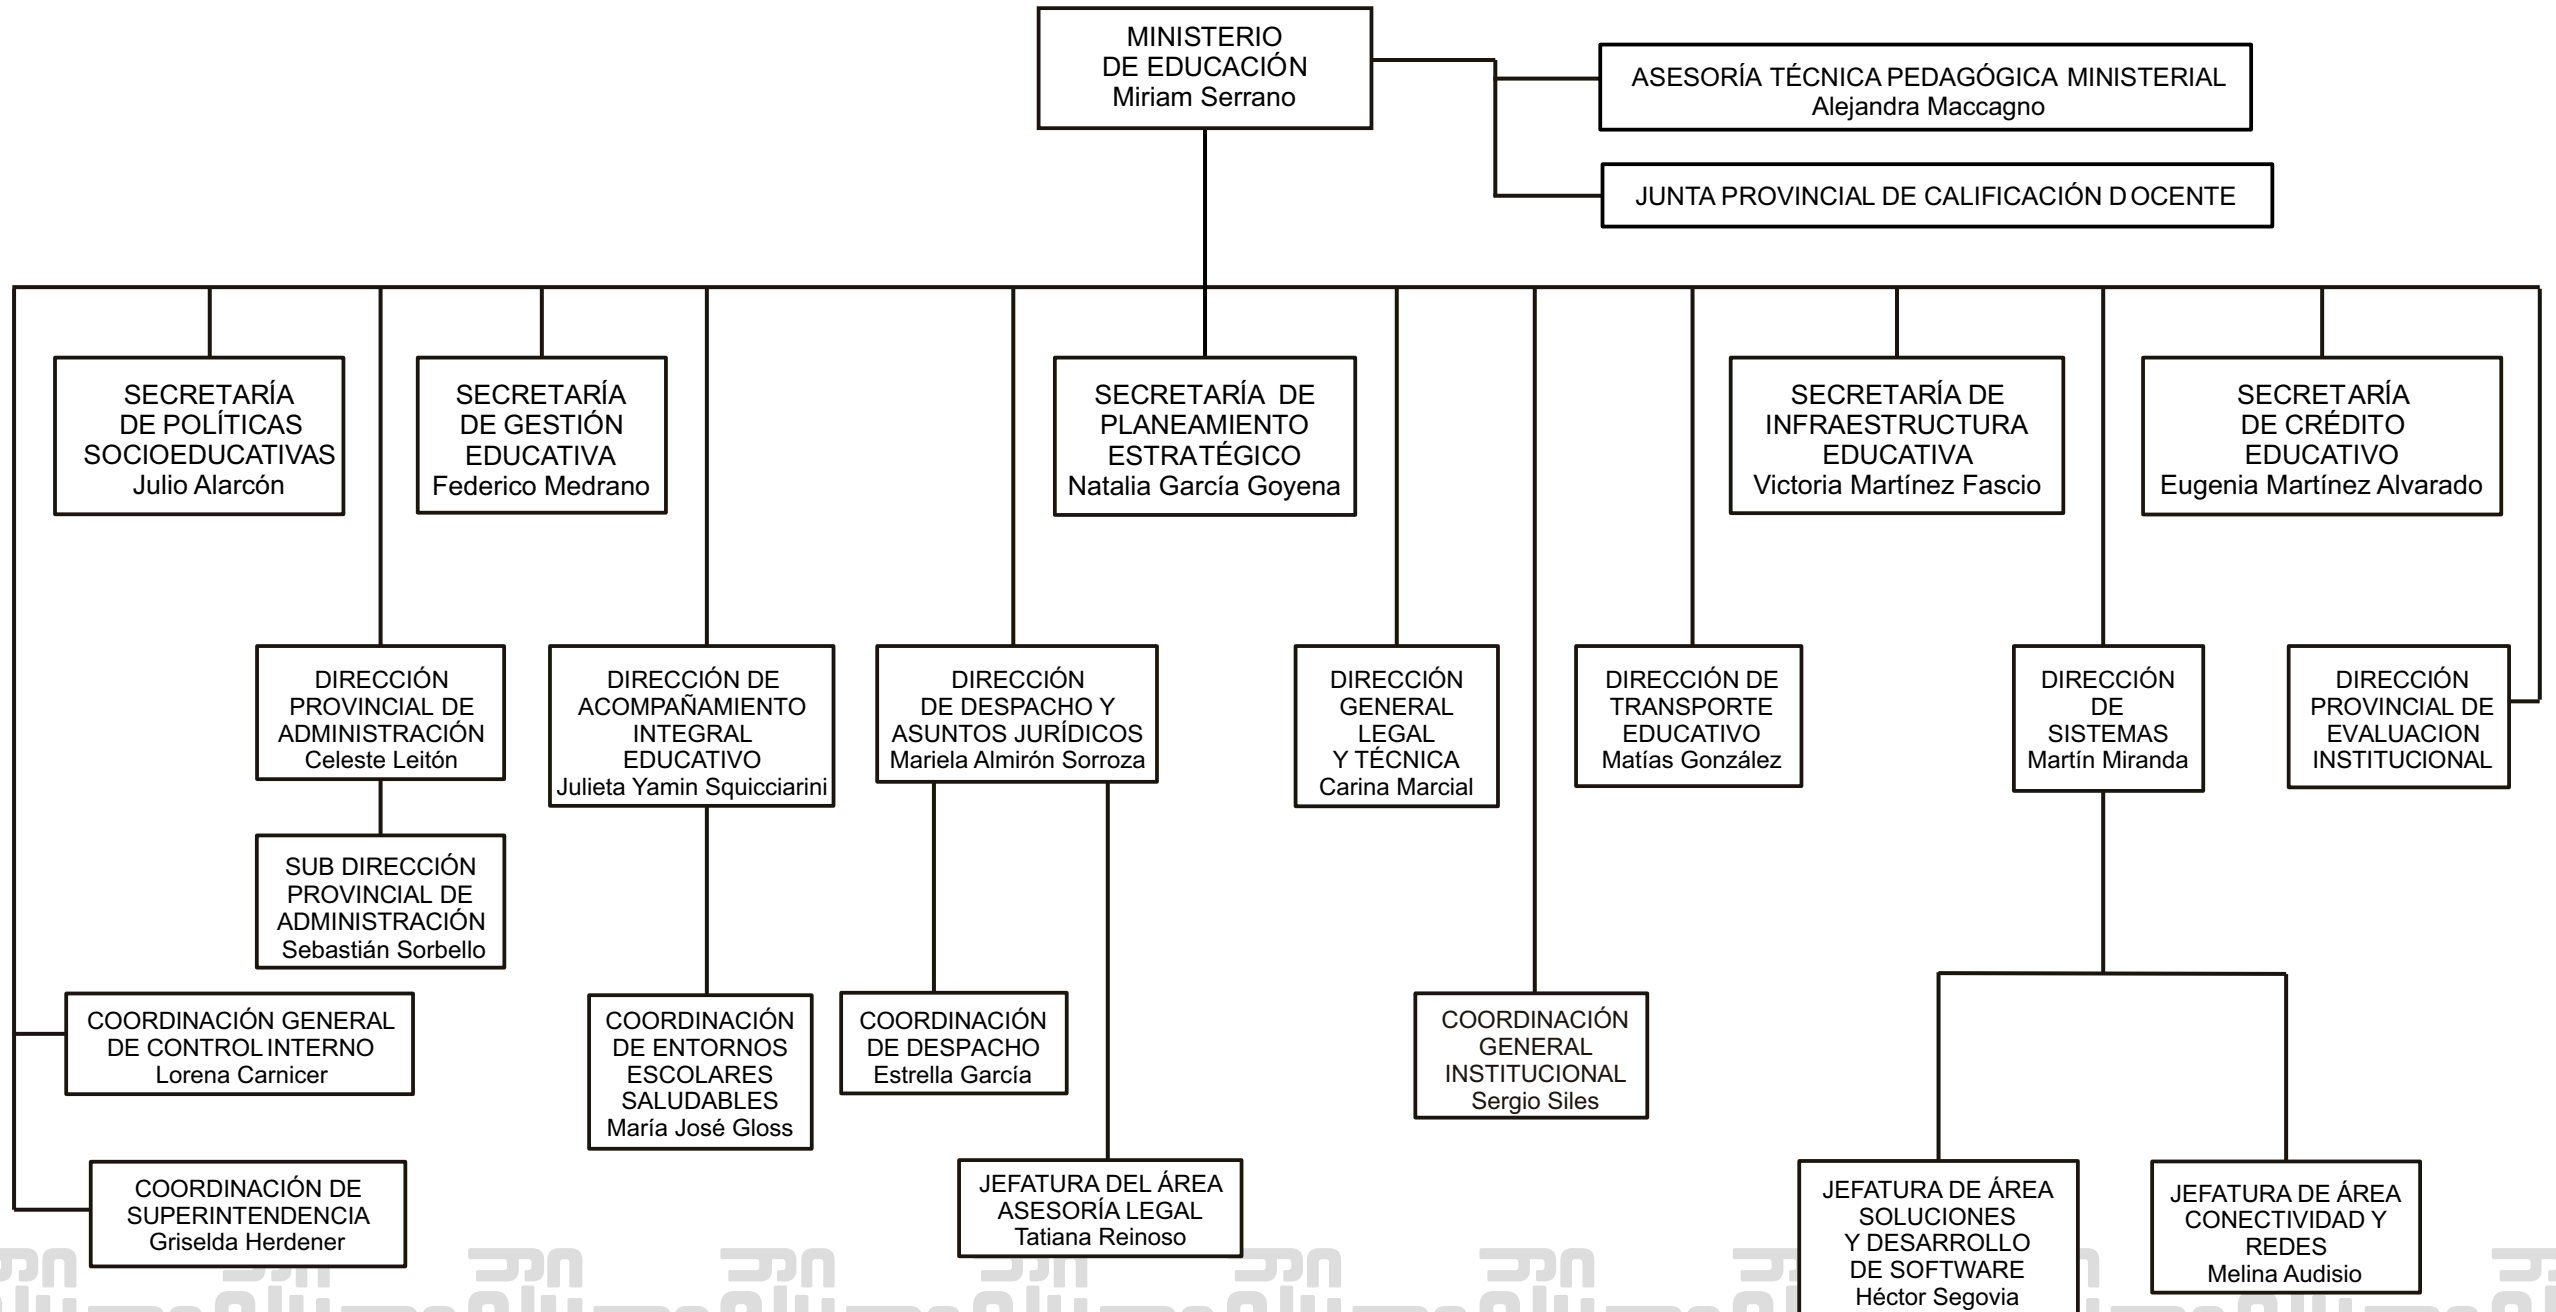 MINISTERIO
DE EDUCACIÓN
Miriam Serrano
ASESORÍA TÉCNICA PEDAGÓGICA MINISTERIAL
Alejandra Maccagno
JUNTA PROVINCIAL DE CALIFICACIÓN DOCENTE
SECRETARÍA
DE POLÍTICAS
SOCIOEDUCATIVAS
Julio Alarcón
SECRETARÍA
DE GESTIÓN
EDUCATIVA
Federico Medrano
SECRETARÍA DE
PLANEAMIENTO
ESTRATÉGICO
Natalia García Goyena
SECRETARÍA DE
INFRAESTRUCTURA
EDUCATIVA
Victoria Martínez Fascio
SECRETARÍA
DE CRÉDITO
EDUCATIVO
Eugenia Martínez Alvarado
DIRECCIÓN
PROVINCIAL DE
ADMINISTRACIÓN
Celeste Leitón
DIRECCIÓN DE
ACOMPAÑAMIENTO
INTEGRAL
EDUCATIVO
Julieta Yamin Squicciarini
DIRECCIÓN
DE DESPACHO Y
ASUNTOS JURÍDICOS
Mariela Almirón Sorroza
DIRECCIÓN
GENERAL
LEGAL
Y TÉCNICA
Carina Marcial
DIRECCIÓN DE
TRANSPORTE
EDUCATIVO
Matías González
DIRECCIÓN
DE
SISTEMAS
Martín Miranda
DIRECCIÓN
PROVINCIAL DE
EVALUACION
INSTITUCIONAL
SUB DIRECCIÓN
PROVINCIAL DE
ADMINISTRACIÓN
Sebastián Sorbello
COORDINACIÓN GENERAL
DE CONTROL INTERNO
Lorena Carnicer
COORDINACIÓN
DE ENTORNOS
ESCOLARES
SALUDABLES
María José Gloss
COORDINACIÓN
DE DESPACHO
Estrella García
COORDINACIÓN
GENERAL
INSTITUCIONAL
Sergio Siles
COORDINACIÓN DE
SUPERINTENDENCIA
Griselda Herdener
JEFATURA DEL ÁREA
ASESORÍA LEGAL
Tatiana Reinoso
JEFATURA DE ÁREA
SOLUCIONES
Y DESARROLLO
DE SOFTWARE
Héctor Segovia
JEFATURA DE ÁREA
CONECTIVIDAD Y
REDES
Melina Audisio